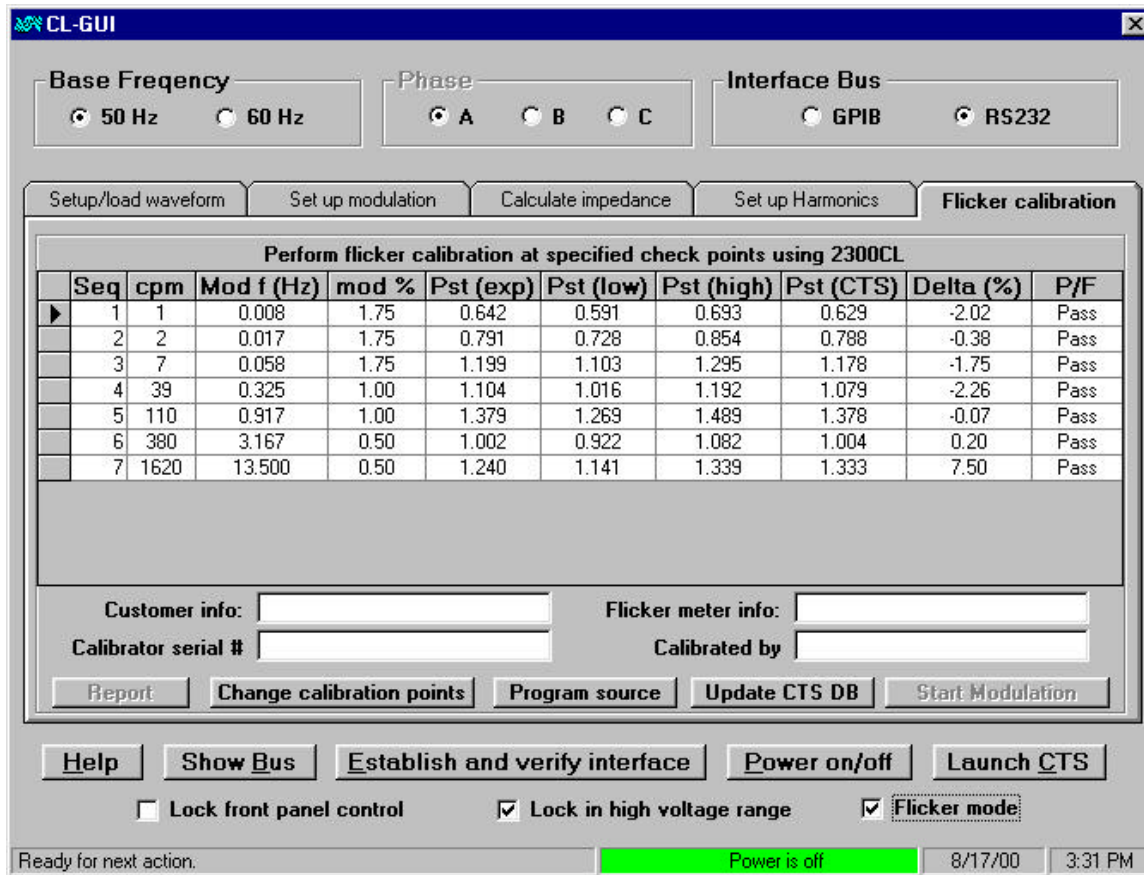 CL-GUI
Base Freqency Phase Interface Bus
50 Hz 60 Hz A B C GPIB RS232
Setup/load waveform Set up modulation Calculate impedance Set up Harmonics Flicker calibration
Perform flicker calibration at specified check points using 2300CL
Seq cpm Mod f (Hz) mod % Pst (exp) Pst (low) Pst (high) Pst (CTS) Delta (%) P/F
1 1 0.008 1.75 0.642 0.591 0.693 0.629 -2.02 Pass
2 2 0.017 1.75 0.791 0.728 0.854 0.788 -0.38 Pass
3 7 0.058 1.75 1.199 1.103 1.295 1.178 -1.75 Pass
4 39 0.325 1.00 1.104 1.016 1.192 1.079 -2.26 Pass
5 110 0.917 1.00 1.379 1.269 1.489 1.378 -0.07 Pass
6 380 3.167 0.50 1.002 0.922 1.082 1.004 0.20 Pass
7 1620 13.500 0.50 1.240 1.141 1.339 1.333 7.50 Pass
Customer info: Flicker meter info:
Calibrator serial # Calibrated by
Report Change calibration points Program source Update CTS DB Start Modulation
Help Show Bus Establish and verify interface Power on/off Launch CTS
Lock front panel control Lock in high voltage range Flicker mode
Ready for next action. Power is off 8/17/00 3:31 PM